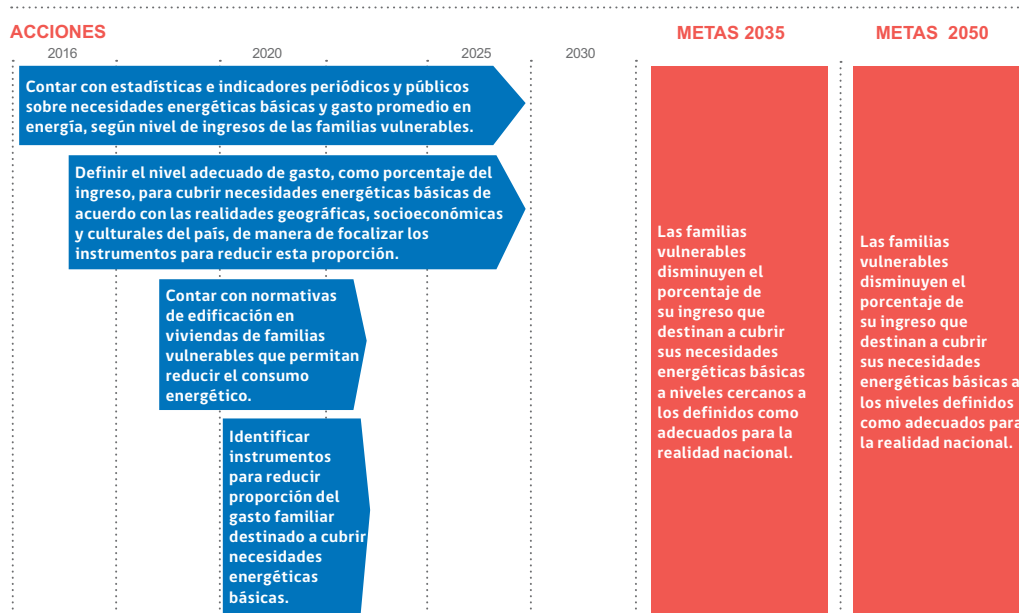 ACCIONES
METAS 2035
METAS 2050
2016
2020
2025
2030
Contar con estadísticas e indicadores periódicos y públicos
sobre necesidades energéticas básicas y gasto promedio en
energía, según nivel de ingresos de las familias vulnerables.
Definir el nivel adecuado de gasto, como porcentaje del
ingreso, para cubrir necesidades energéticas básicas de
acuerdo con las realidades geográficas, socioeconómicas
y culturales del país, de manera de focalizar los
instrumentos para reducir esta proporción.
Contar con normativas
de edificación en
viviendas de familias
vulnerables que permitan
reducir el consumo
energético.
Identificar
instrumentos
para reducir
proporción del
gasto familiar
destinado a cubrir
necesidades
energéticas
básicas.
Las familias
vulnerables
disminuyen el
porcentaje de
su ingreso que
destinan a cubrir
sus necesidades
energéticas básicas
a niveles cercanos a
los definidos como
adecuados para la
realidad nacional.
Las familias
vulnerables
disminuyen el
porcentaje de
su ingreso que
destinan a cubrir
sus necesidades
energéticas básicas a
los niveles definidos
como adecuados para
la realidad nacional.